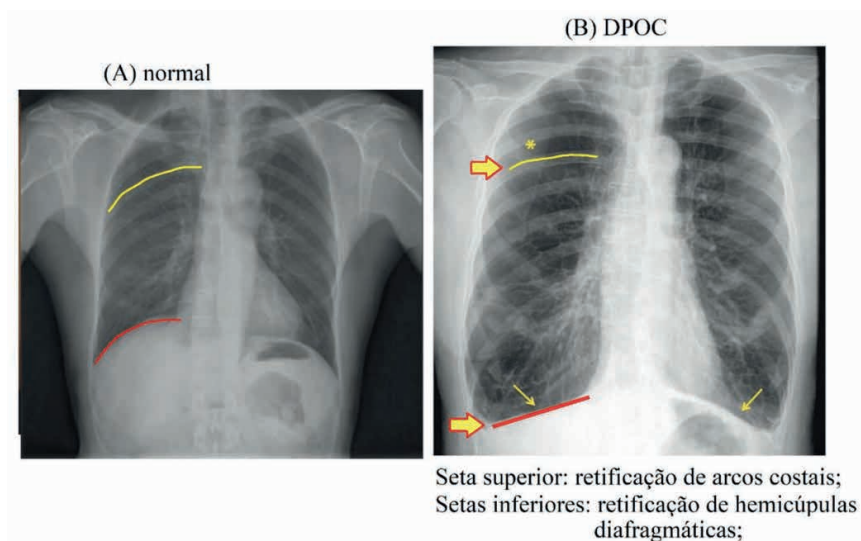 (A) normal
(B) DPOC
*
Seta superior: retificação de arcos costais;
Setas inferiores: retificação de hemicúpulas
diafragmáticas;